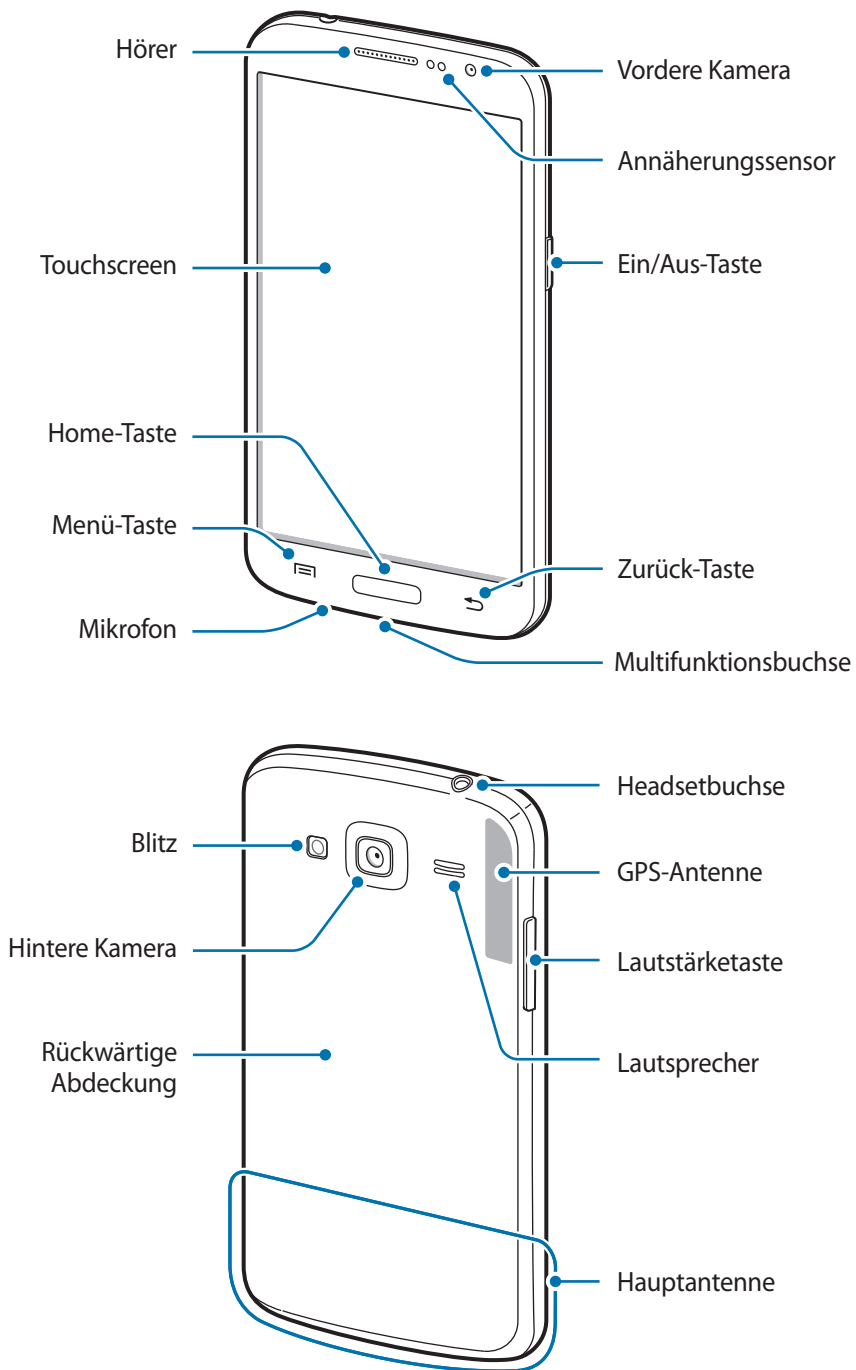 Hörer
Vordere Kamera
Annäherungssensor
Touchscreen
Ein/Aus-Taste
Home-Taste
Menü-Taste
Zurück-Taste
Mikrofon
Multifunktionsbuchse
Headsetbuchse
Blitz
GPS-Antenne
Hintere Kamera
Lautstärketaste
Rückwärtige
Abdeckung
Lautsprecher
Hauptantenne